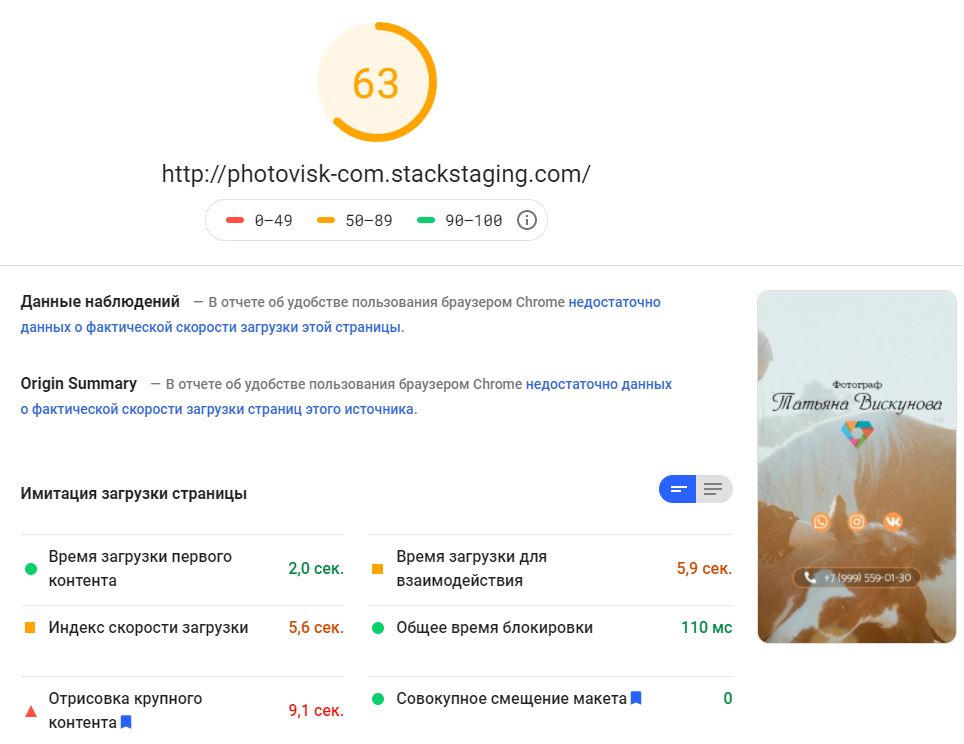 63
http://photovisk-com.stackstaging.com/
0–49 50–89 90–100
Данные наблюдений — В отчете об удобстве пользования браузером Chrome недостаточно
данных о фактической скорости загрузки этой страницы.
Origin Summary — В отчете об удобстве пользования браузером Chrome недостаточно данных
о фактической скорости загрузки страниц этого источника.
Фотограф
Татьяна Вискунова
+7 (999) 559-01-30
Имитация загрузки страницы
Время загрузки первого
контента
2,0 сек.
Время загрузки для
взаимодействия
5,9 сек.
Индекс скорости загрузки 5,6 сек.
Общее время блокировки 110 мс
Отрисовка крупного
контента
9,1 сек.
Совокупное смещение макета 0